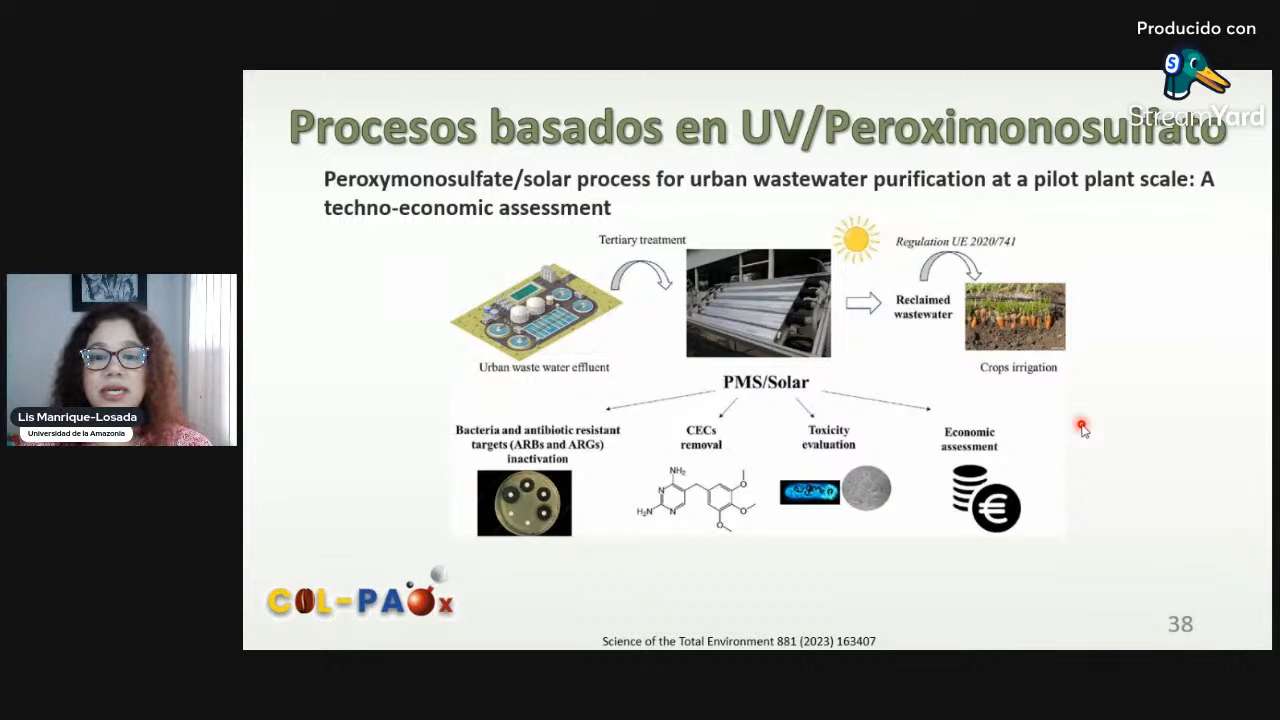 Producido con
StreamYard
Procesos basados en UV/Peroximonosulfato
Peroxymonosulfate/solar process for urban wastewater purification at a pilot plant scale: A
techno-economic assessment
Tertiary treatment
Regulation UE 2020/741
Reclaimed
wastewater
Urban waste water effluent
Crops irrigation
PMS/Solar
Bacteria and antibiotic resistant
targets (ARBs and ARGs)
inactivation
CECs
removal
Toxicity
evaluation
Economic
assessment
NH₂
N
H₂N
N
O
O
O
€
Lis Manrique-Losada
Universidad de la Amazonia
COL-PAOx
38
Science of the Total Environment 881 (2023) 163407